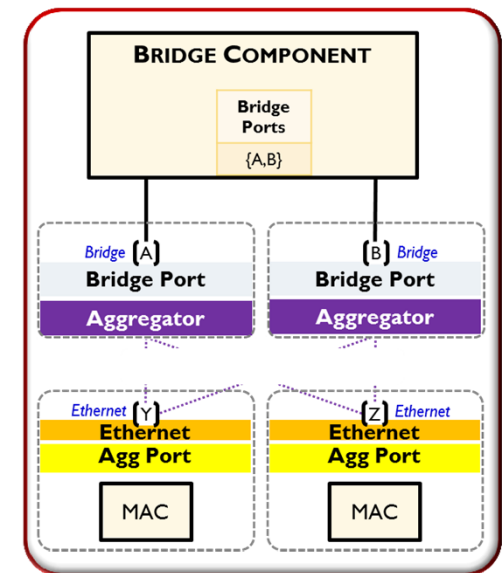 BRIDGE COMPONENT
Bridge
Ports
{A,B}
Bridge [A]
[B] Bridge
Bridge Port
Bridge Port
Aggregator
Aggregator
Ethernet [Y]
[Z] Ethernet
Ethernet
Ethernet
Agg Port
Agg Port
MAC
MAC